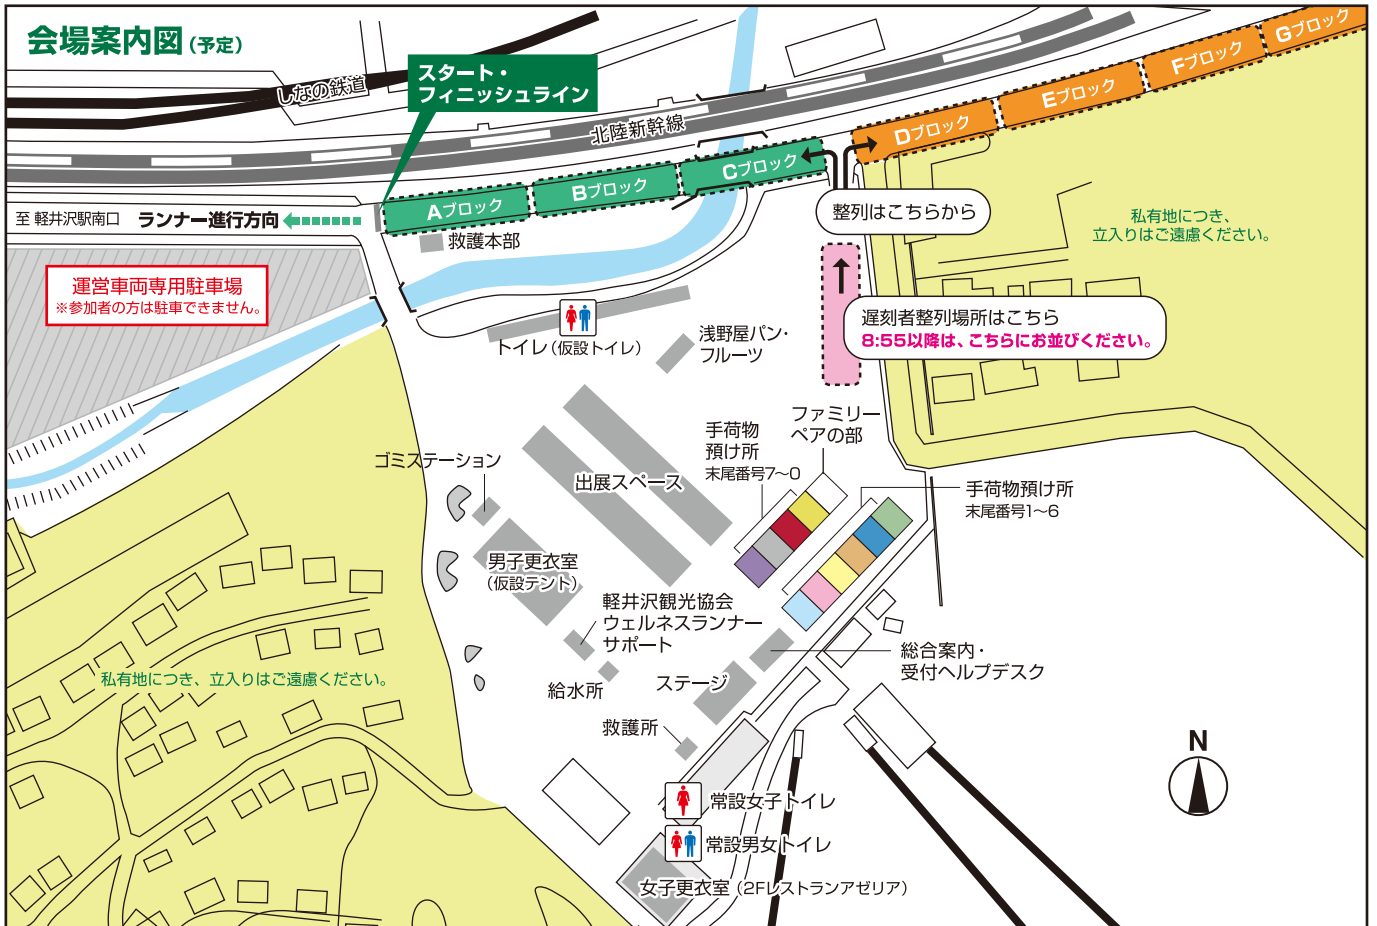 会場案内図(予定)
しなの鉄道
スタート・
フィニッシュライン
北陸新幹線
Gブロック
Fブロック
Eブロック
Dブロック
Cブロック
Bブロック
Aブロック
至 軽井沢駅南口
ランナー進行方向
救護本部
整列はこちらから
私有地につき、
立入りはご遠慮ください。
運営車両専用駐車場
※参加者の方は駐車できません。
遅刻者整列場所はこちら
8:55以降は、こちらにお並びください。
トイレ(仮設トイレ)
浅野屋パン・
フルーツ
ファミリー
ペアの部
手荷物
預け所
末尾番号7〜0
ゴミステーション
出展スペース
手荷物預け所
末尾番号1〜6
男子更衣室
(仮設テント)
軽井沢観光協会
ウェルネスランナー
サポート
総合案内・
受付ヘルプデスク
私有地につき、立入りはご遠慮ください。
給水所
ステージ
救護所
N
常設女子トイレ
常設男女トイレ
女子更衣室(2Fレストランアゼリア)